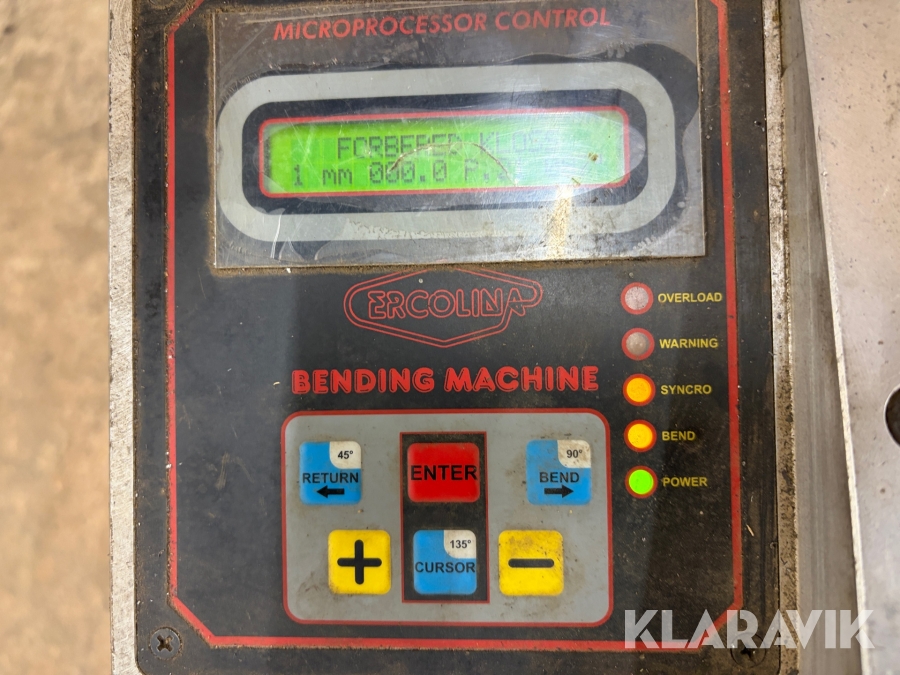 MICROPROCESSOR CONTROL
FORBERED
1 mm 000.0
ERCOLINA
BENDING MACHINE
OVERLOAD
WARNING
SYNCRO
BEND
POWER
45°
RETURN
ENTER
90°
BEND
+
135°
CURSOR
−
KLARAVIK